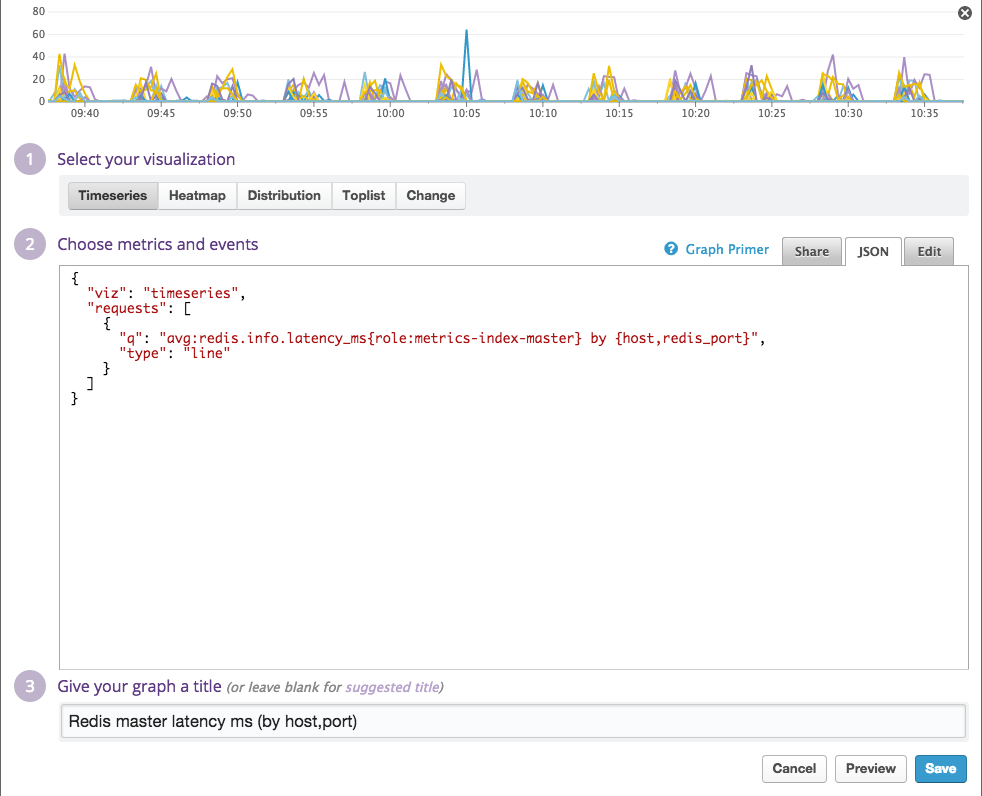 80
60
40
20
0
09:40 09:45 09:50 09:55 10:00 10:05 10:10 10:15 10:20 10:25 10:30 10:35
1 Select your visualization
Timeseries Heatmap Distribution Toplist Change
2 Choose metrics and events
? Graph Primer Share JSON Edit
{
"viz": "timeseries",
"requests": [
{
"q": "avg:redis.info.latency_ms{role:metrics-index-master} by {host,redis_port}",
"type": "line"
}
]
}
3 Give your graph a title (or leave blank for suggested title)
Redis master latency ms (by host,port)
Cancel Preview Save